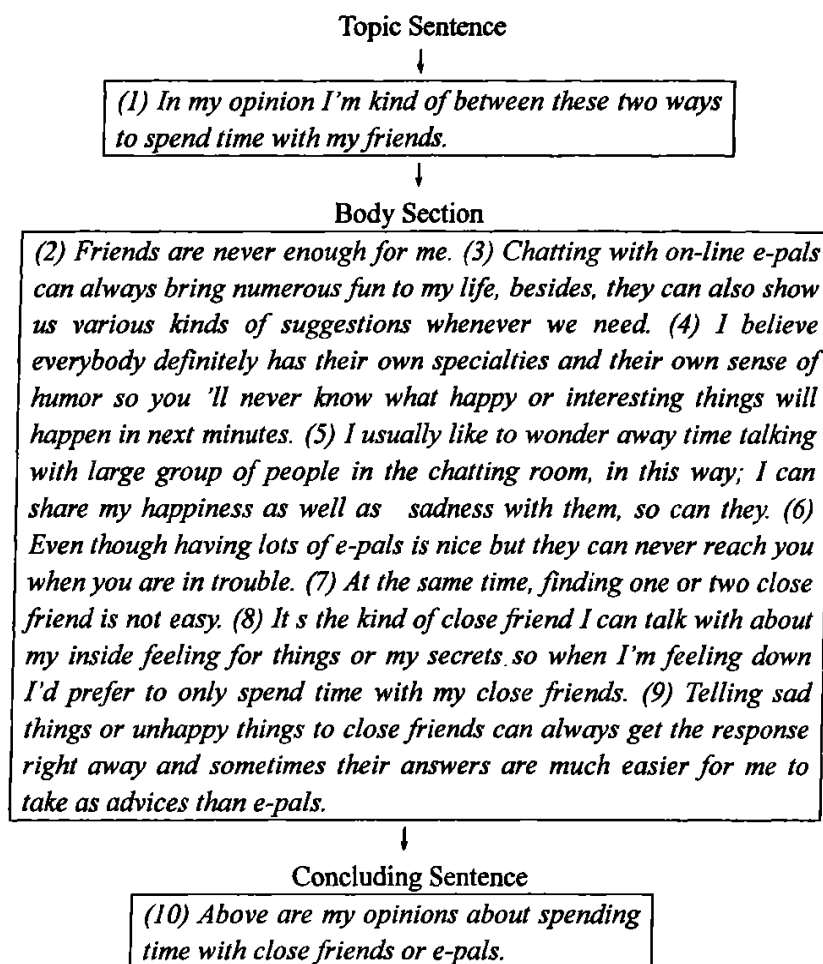 Topic Sentence
(1) In my opinion I'm kind of between these two ways
to spend time with my friends.
Body Section
(2) Friends are never enough for me. (3) Chatting with on-line e-pals
can always bring numerous fun to my life, besides, they can also show
us various kinds of suggestions whenever we need. (4) I believe
everybody definitely has their own specialties and their own sense of
humor so you 'll never know what happy or interesting things will
happen in next minutes. (5) I usually like to wonder away time talking
with large group of people in the chatting room, in this way; I can
share my happiness as well as sadness with them, so can they. (6)
Even though having lots of e-pals is nice but they can never reach you
when you are in trouble. (7) At the same time, finding one or two close
friend is not easy. (8) It s the kind of close friend I can talk with about
my inside feeling for things or my secrets so when I'm feeling down
I'd prefer to only spend time with my close friends. (9) Telling sad
things or unhappy things to close friends can always get the response
right away and sometimes their answers are much easier for me to
take as advices than e-pals.
Concluding Sentence
(10) Above are my opinions about spending
time with close friends or e-pals.